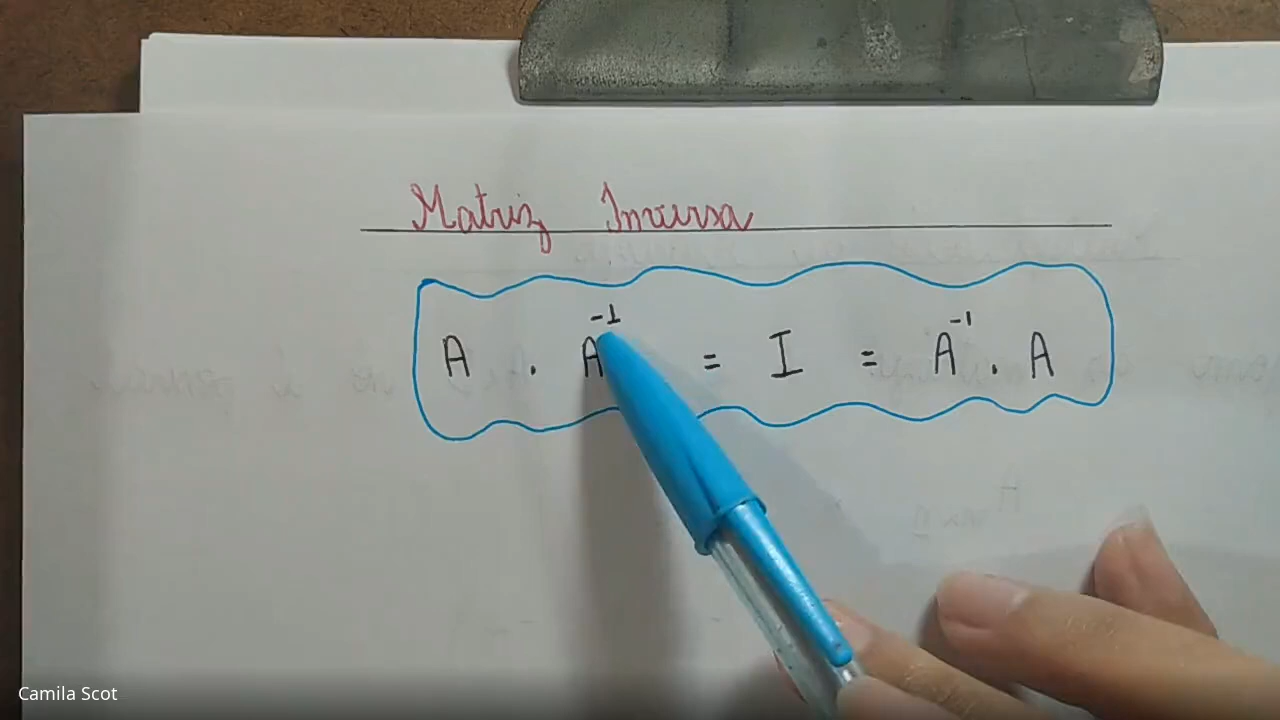 Matriz Inversa
A . A⁻¹ = I = A⁻¹ . A
Camila Scot